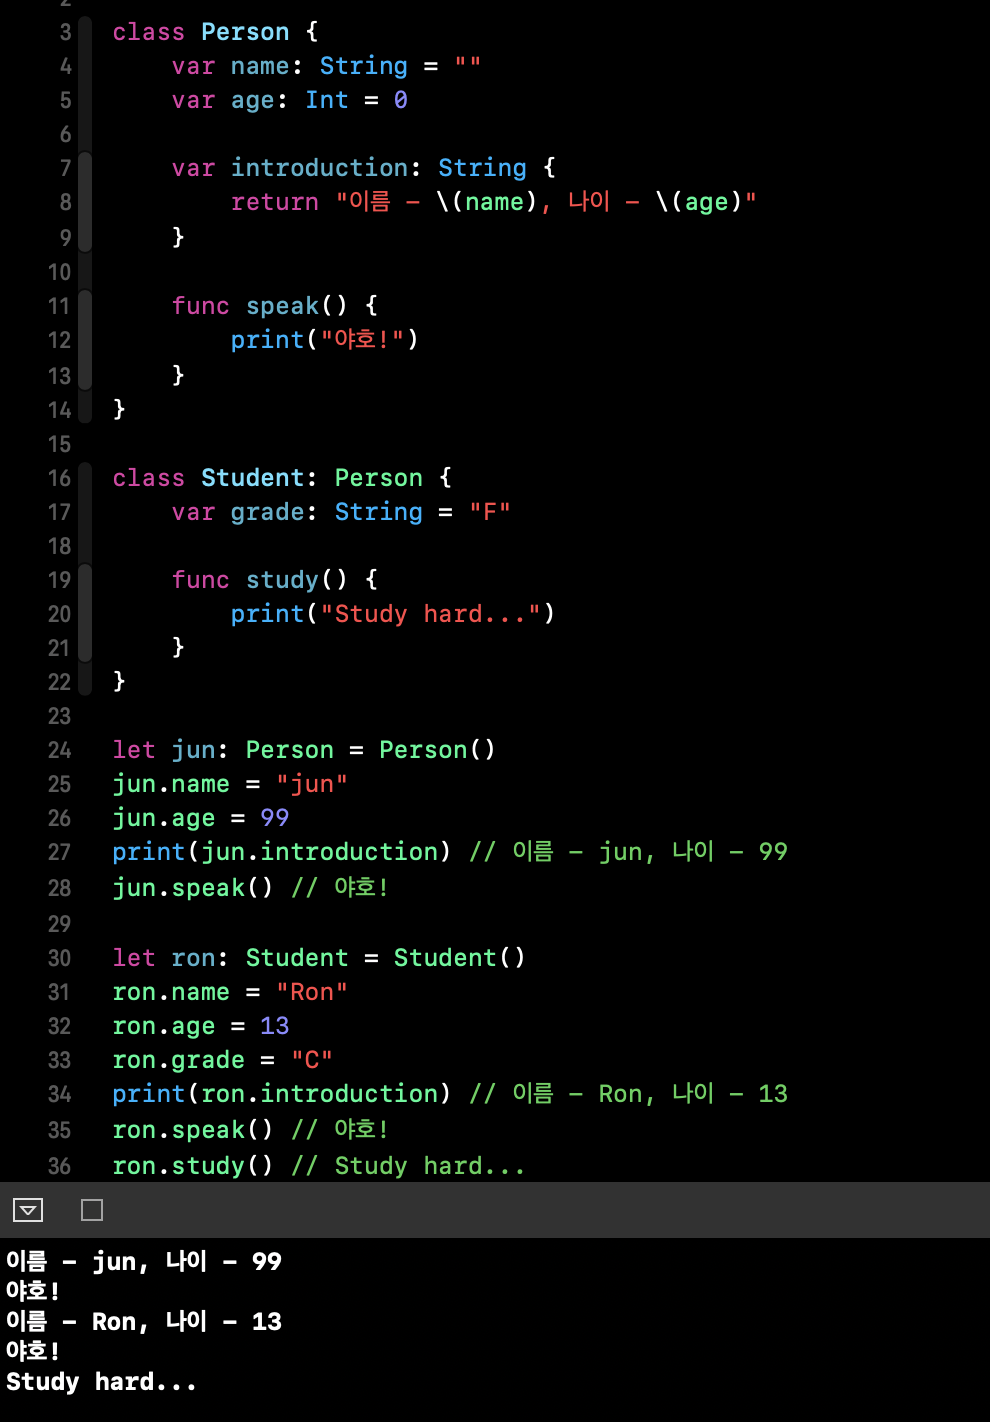 2
3 class Person {
4     var name: String = ""
5     var age: Int = 0
6
7     var introduction: String {
8         return "이름 - \(name), 나이 - \(age)"
9     }
10
11     func speak() {
12         print("야호!")
13     }
14 }
15
16 class Student: Person {
17     var grade: String = "F"
18
19     func study() {
20         print("Study hard...")
21     }
22 }
23
24 let jun: Person = Person()
25 jun.name = "jun"
26 jun.age = 99
27 print(jun.introduction) // 이름 - jun, 나이 - 99
28 jun.speak() // 야호!
29
30 let ron: Student = Student()
31 ron.name = "Ron"
32 ron.age = 13
33 ron.grade = "C"
34 print(ron.introduction) // 이름 - Ron, 나이 - 13
35 ron.speak() // 야호!
36 ron.study() // Study hard...
이름 - jun, 나이 - 99
야호!
이름 - Ron, 나이 - 13
야호!
Study hard...